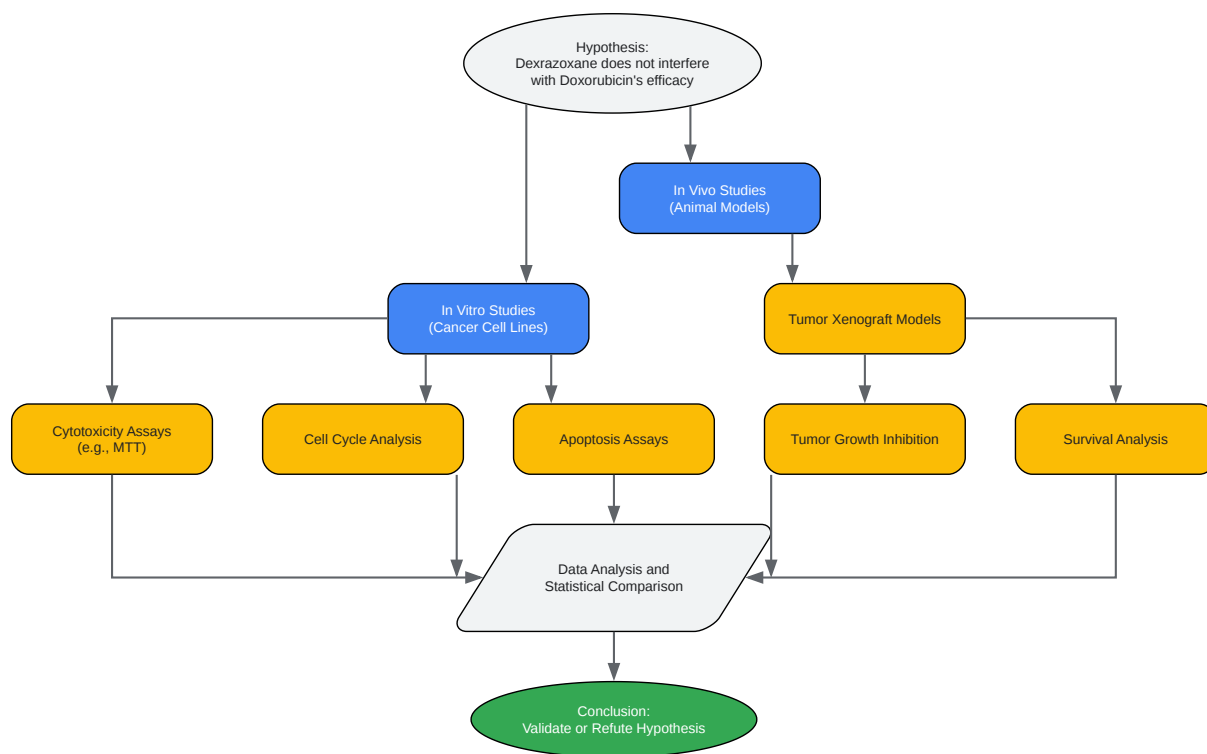 Hypothesis:
Dexrazoxane does not interfere
with Doxorubicin's efficacy
In Vivo Studies
(Animal Models)
In Vitro Studies
(Cancer Cell Lines)
Tumor Xenograft Models
Cytotoxicity Assays
(e.g., MTT)
Cell Cycle Analysis
Apoptosis Assays
Tumor Growth Inhibition
Survival Analysis
Data Analysis and
Statistical Comparison
Conclusion:
Validate or Refute Hypothesis